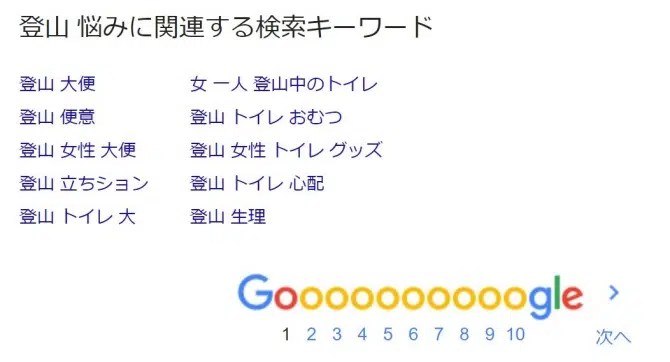 登山 悩みに関連する検索キーワード
登山 大便
女 一人 登山中のトイレ
登山 便意
登山 トイレ おむつ
登山 女性 大便
登山 女性 トイレ グッズ
登山 立ちション
登山 トイレ 心配
登山 トイレ 大
登山 生理
Goooooooooogle
1 2 3 4 5 6 7 8 9 10 次へ